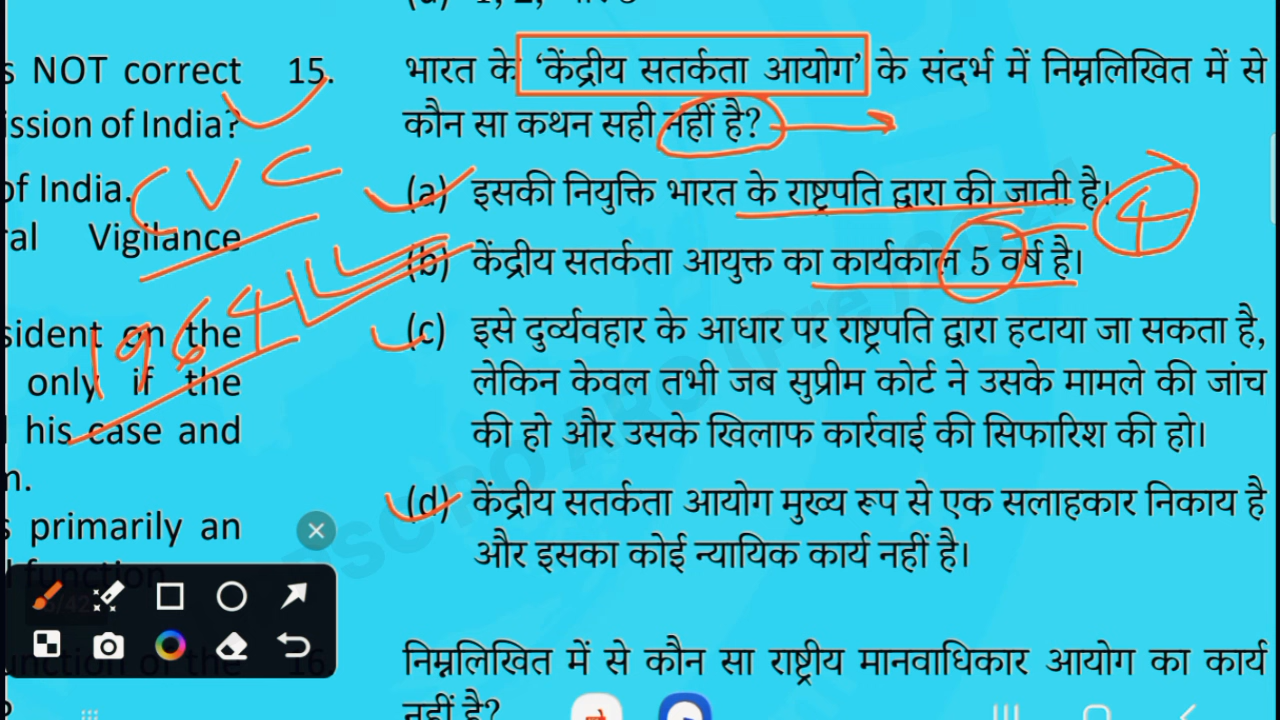 s NOT correct
ission of India?
of India.
ral Vigilance
sident on the
only if the
his case and
n.
s primarily an
function
CVC
1964
15. भारत के ‘केंद्रीय सतर्कता आयोग’ के संदर्भ में निम्नलिखित में से
कौन सा कथन सही नहीं है?
(a) इसकी नियुक्ति भारत के राष्ट्रपति द्वारा की जाती है।
4
(b) केंद्रीय सतर्कता आयुक्त का कार्यकाल 5 वर्ष है।
(c) इसे दुर्व्यवहार के आधार पर राष्ट्रपति द्वारा हटाया जा सकता है,
लेकिन केवल तभी जब सुप्रीम कोर्ट ने उसके मामले की जांच
की हो और उसके खिलाफ कार्रवाई की सिफारिश की हो।
(d) केंद्रीय सतर्कता आयोग मुख्य रूप से एक सलाहकार निकाय है
और इसका कोई न्यायिक कार्य नहीं है।
16. निम्नलिखित में से कौन सा राष्ट्रीय मानवाधिकार आयोग का कार्य
नहीं है?